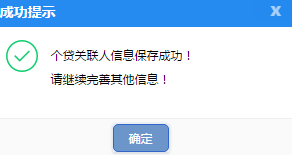 成功提示
个贷关联人信息保存成功！
请继续完善其他信息！
确定